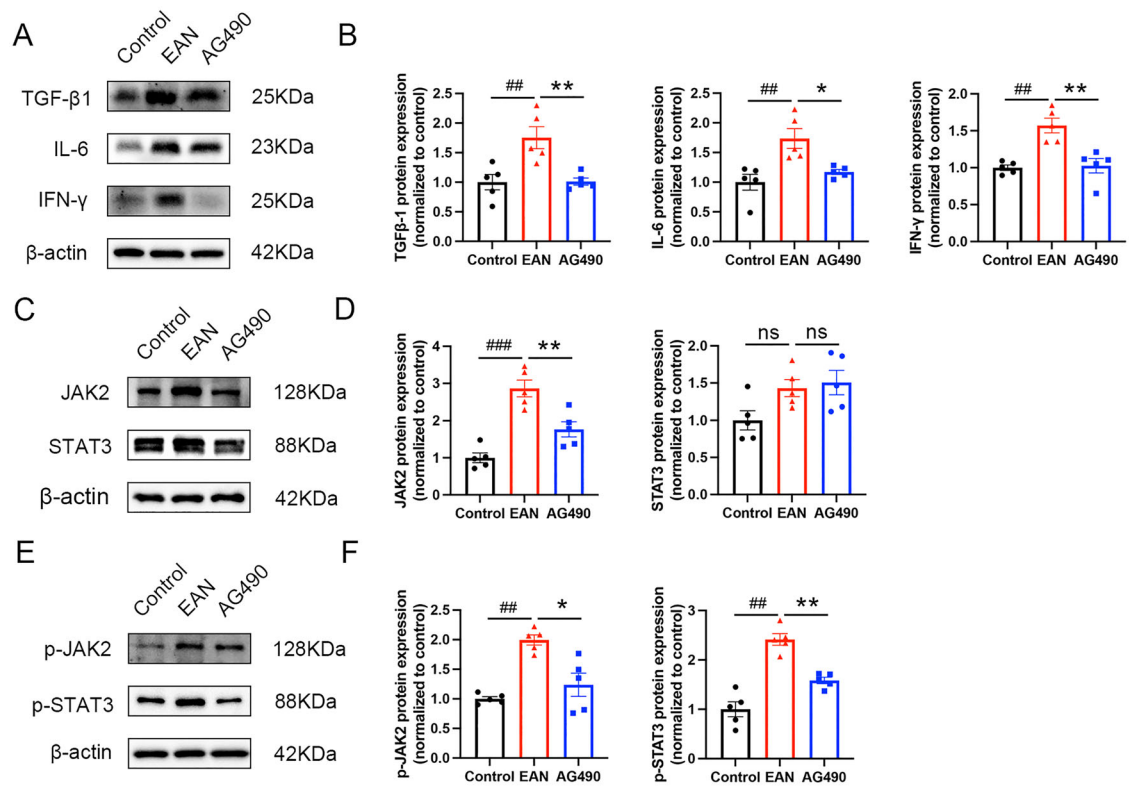 A
Control
EAN
AG490
TGF-β1
25KDa
IL-6
23KDa
IFN-γ
25KDa
β-actin
42KDa
B
TGFβ-1 protein expression
(normalized to control)
2.5
2.0
1.5
1.0
0.5
0.0
##
**
Control EAN AG490
IL-6 protein expression
(normalized to control)
2.5
2.0
1.5
1.0
0.5
0.0
##
*
Control EAN AG490
IFN-γ protein expression
(normalized to control)
2.0
1.5
1.0
0.5
0.0
##
**
Control EAN AG490
C
Control
EAN
AG490
JAK2
128KDa
STAT3
88KDa
β-actin
42KDa
D
JAK2 protein expression
(normalized to control)
4
3
2
1
0
###
**
Control EAN AG490
STAT3 protein expression
(normalized to control)
2.0
1.5
1.0
0.5
0.0
ns
ns
Control EAN AG490
E
Control
EAN
AG490
p-JAK2
128KDa
p-STAT3
88KDa
β-actin
42KDa
F
p-JAK2 protein expression
(normalized to control)
2.5
2.0
1.5
1.0
0.5
0.0
##
*
Control EAN AG490
p-STAT3 protein expression
(normalized to control)
3
2
1
0
##
**
Control EAN AG490